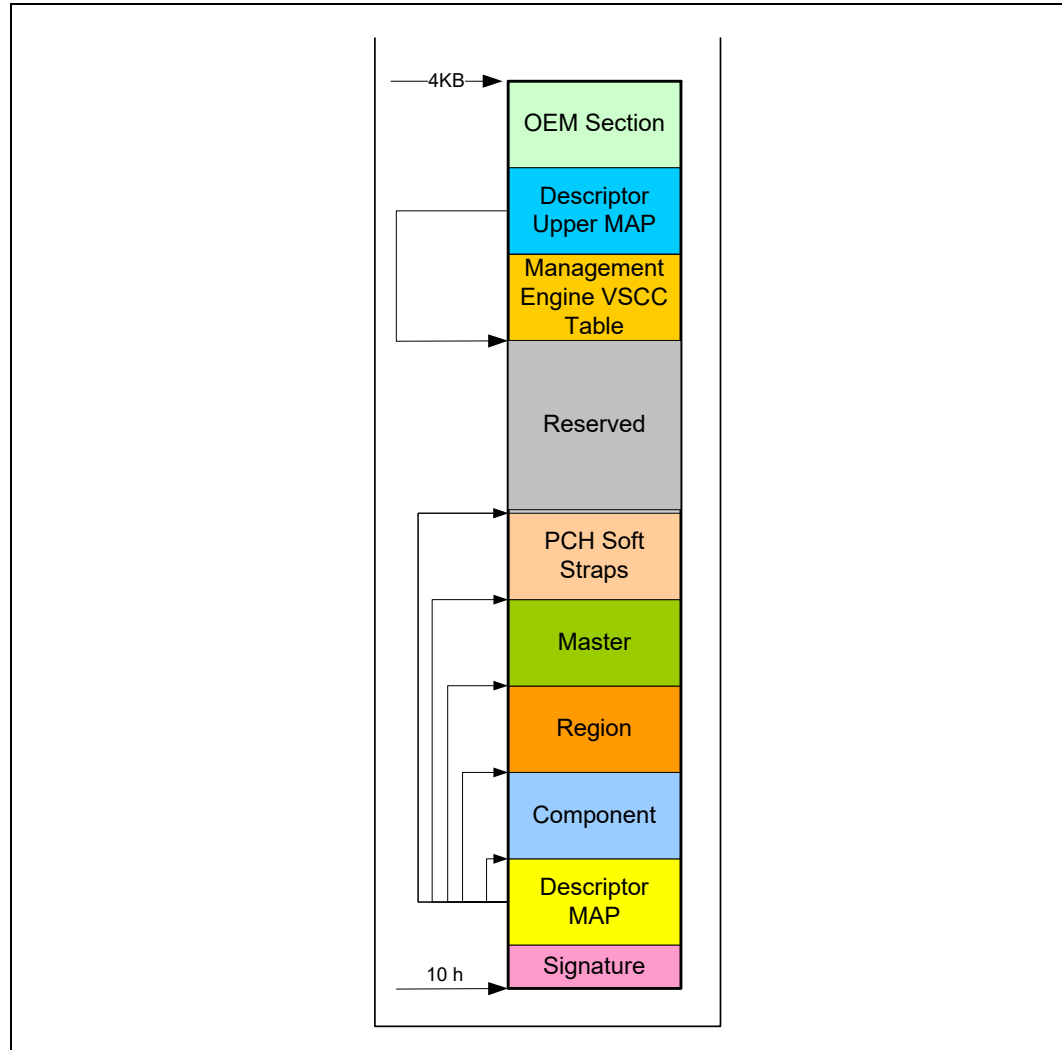 4KB
OEM Section
Descriptor
Upper MAP
Management
Engine VSCC
Table
Reserved
PCH Soft
Straps
Master
Region
Component
Descriptor
MAP
Signature
10 h